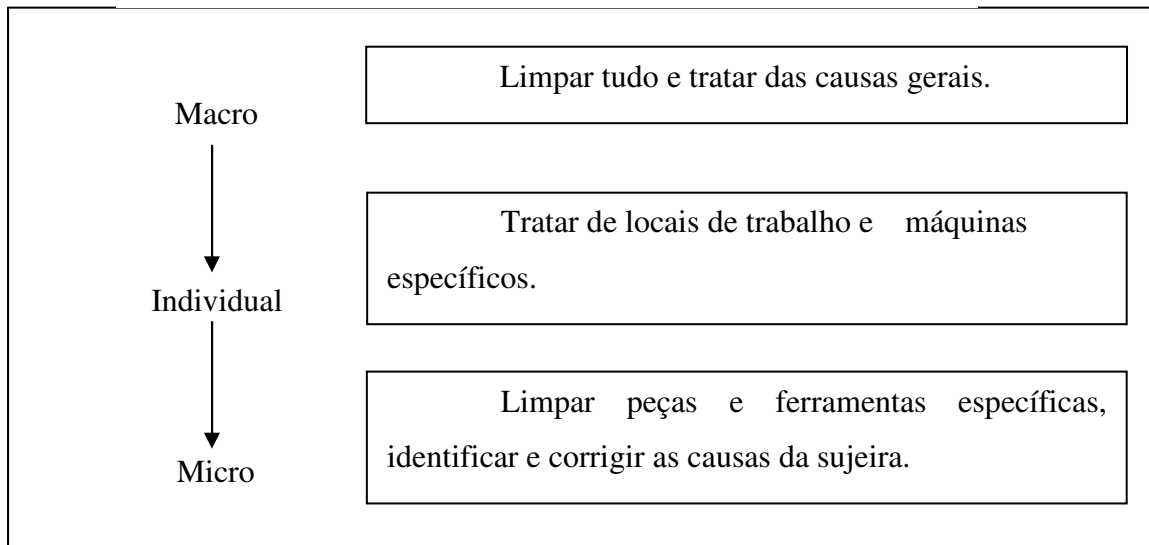 Limpar tudo e tratar das causas gerais.
Macro
Tratar de locais de trabalho e máquinas
específicos.
Individual
Limpar peças e ferramentas específicas,
identificar e corrigir as causas da sujeira.
Micro